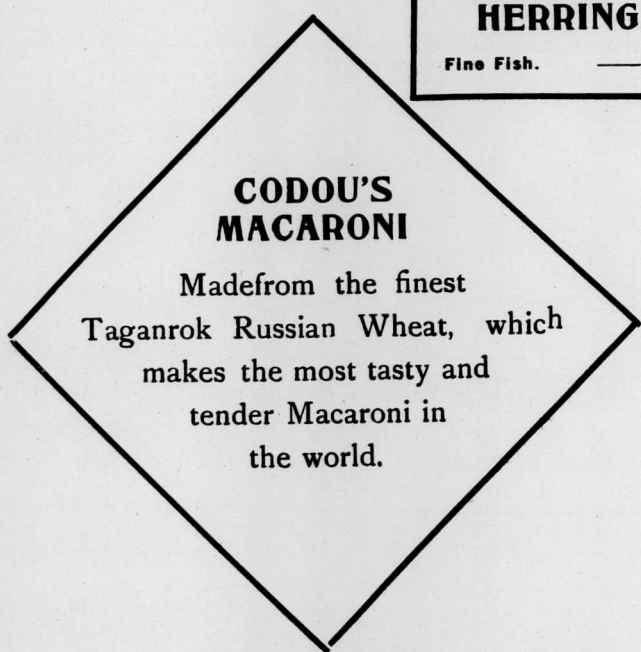 HERRING
Fine Fish.
CODOU'S
MACARONI
Madefrom the finest
Taganrok Russian Wheat, which
makes the most tasty and
tender Macaroni in
the world.